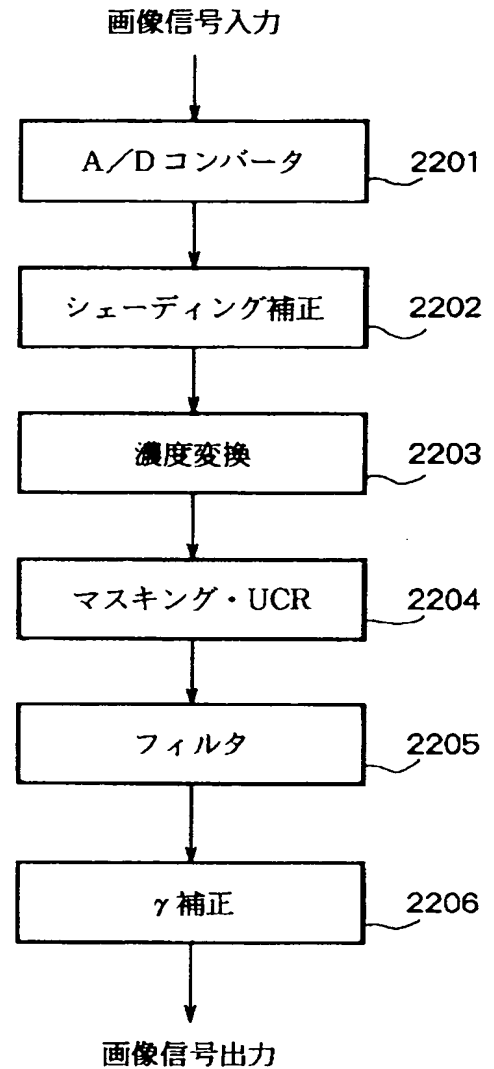 画像信号入力
A／Dコンバータ 2201
シェーディング補正 2202
濃度変換 2203
マスキング・UCR 2204
フィルタ 2205
γ補正 2206
画像信号出力